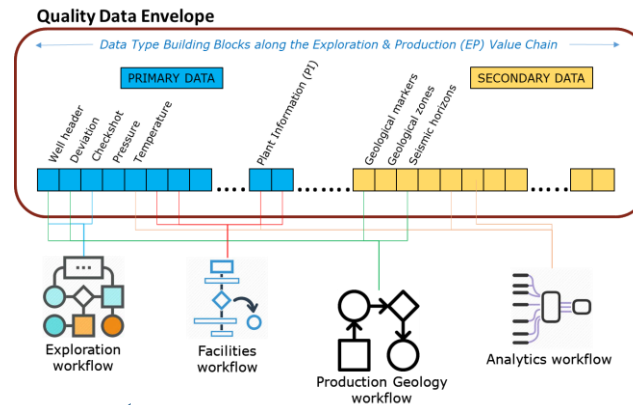 Quality Data Envelope
Data Type Building Blocks along the Exploration & Production (EP) Value Chain
PRIMARY DATA
SECONDARY DATA
Well header
Deviation
Checkshot
Pressure
Temperature
Plant Information (PI)
Geological markers
Geological zones
Seismic horizons
Exploration
workflow
Facilities
workflow
Production Geology
workflow
Analytics workflow